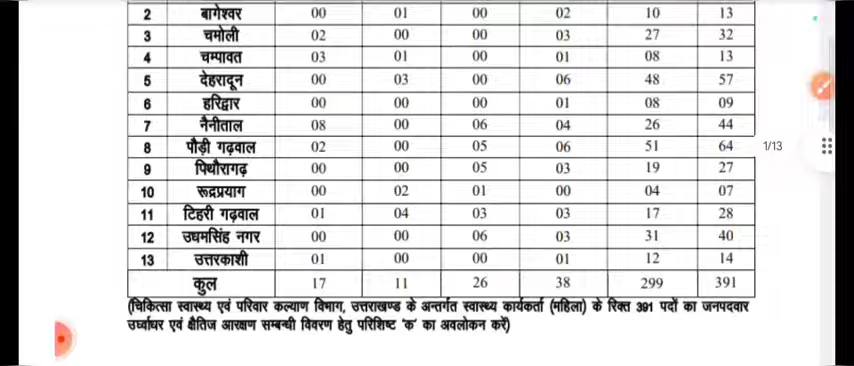 2 बागेश्वर 00 01 00 02 10 13
3 चमोली 02 00 00 03 27 32
4 चम्पावत 03 01 00 01 08 13
5 देहरादून 00 03 00 06 48 57
6 हरिद्वार 00 00 00 01 08 09
7 नैनीताल 08 00 06 04 26 44
8 पौड़ी गढ़वाल 02 00 05 06 51 64
9 पिथौरागढ़ 00 00 05 03 19 27
10 रूद्रप्रयाग 00 02 01 00 04 07
11 टिहरी गढ़वाल 01 04 03 03 17 28
12 उधमसिंह नगर 00 00 06 03 31 40
13 उत्तरकाशी 01 00 00 01 12 14
कुल 17 11 26 38 299 391
(चिकित्सा स्वास्थ्य एवं परिवार कल्याण विभाग, उत्तराखण्ड के अन्तर्गत स्वास्थ्य कार्यकर्ता (महिला) के रिक्त 391 पदों का जनपदवार
उर्ध्वाधर एवं क्षैतिज आरक्षण सम्बन्धी विवरण हेतु परिशिष्ट 'क' का अवलोकन करें)
1/13